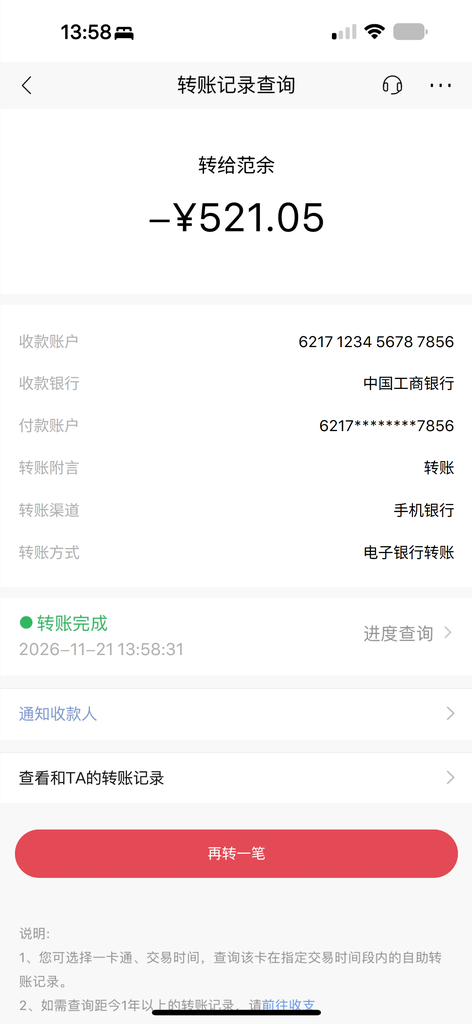 13:58
转账记录查询
转给范余
-¥521.05
收款账户 6217 1234 5678 7856
收款银行 中国工商银行
付款账户 6217********7856
转账附言 转账
转账渠道 手机银行
转账方式 电子银行转账
转账完成
2026-11-21 13:58:31
进度查询
通知收款人
查看和TA的转账记录
再转一笔
说明:
1、您可选择一卡通、交易时间，查询该卡在指定交易时间段内的自助转
账记录。
2、如需查询距今1年以上的转账记录，请前往收支